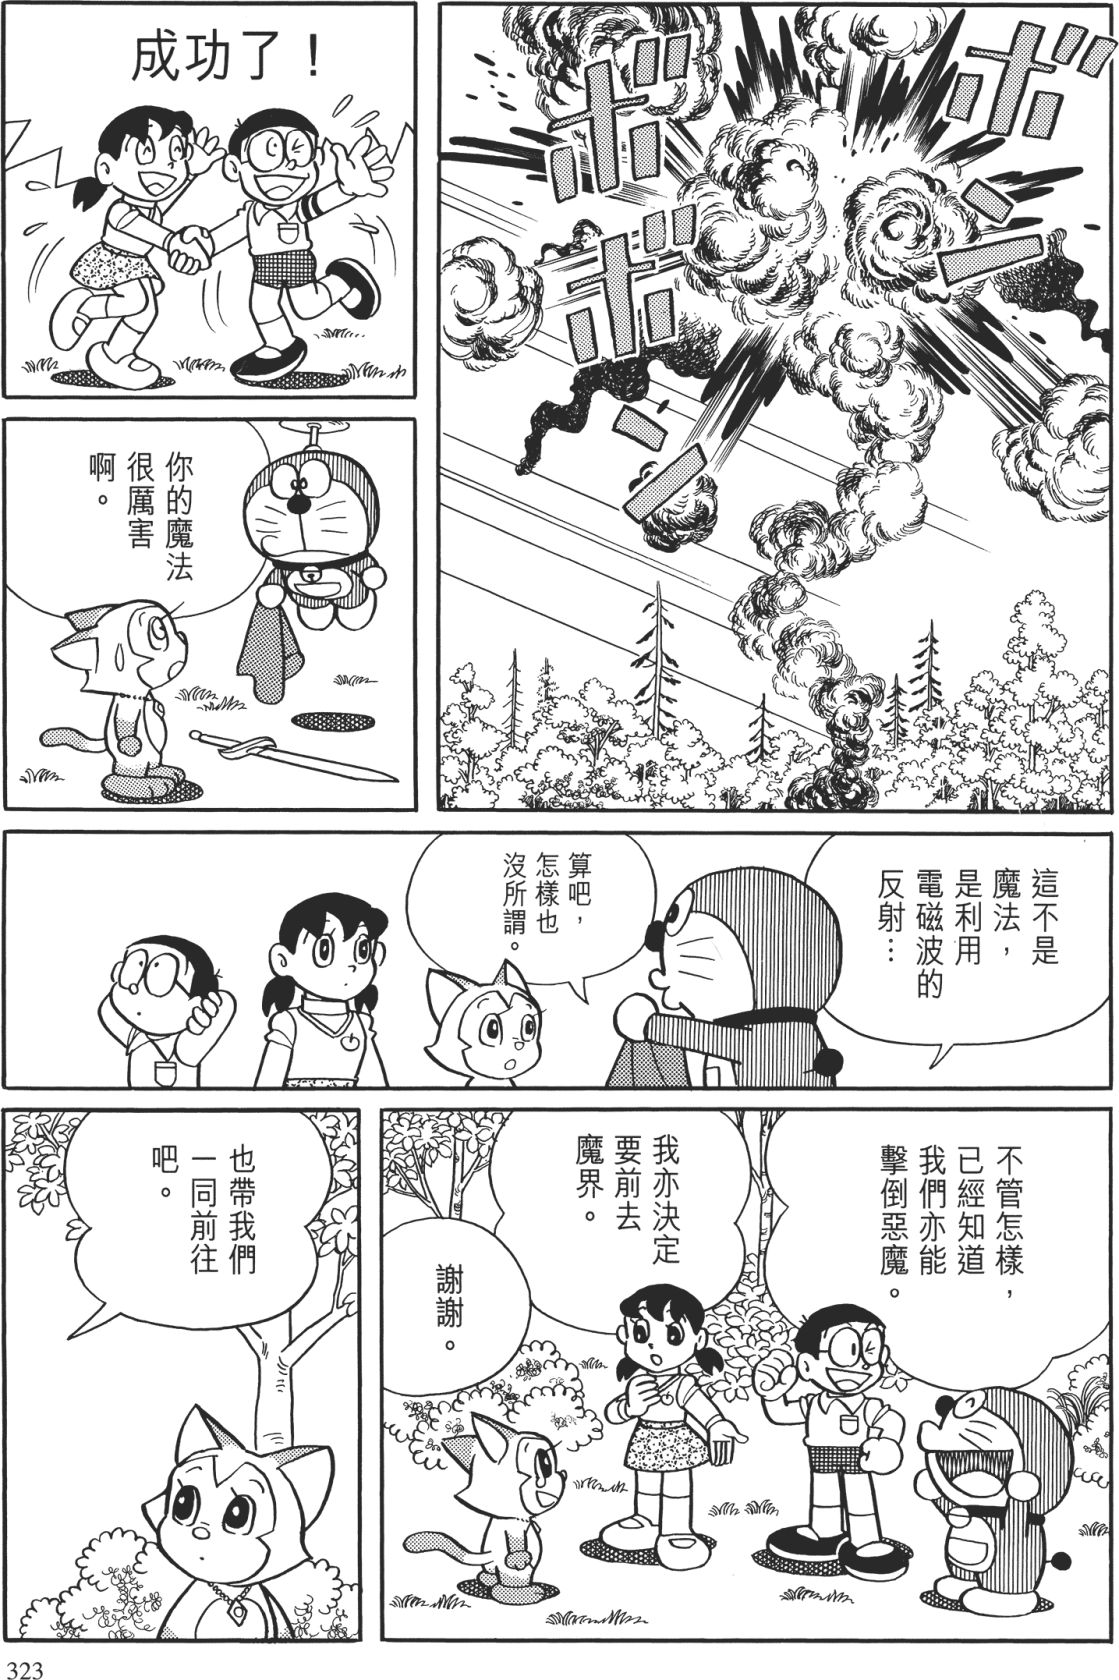 ボボボボーン
成功了！
你的魔法
很厲害
啊。
這不是
魔法，
是利用
電磁波的
反射…
算吧，
怎樣也
沒所謂。
不管怎樣，
已經知道
我們亦能
擊倒惡魔。
我亦決定
要前去
魔界。
謝謝。
也帶我們
一同前往
吧。
323